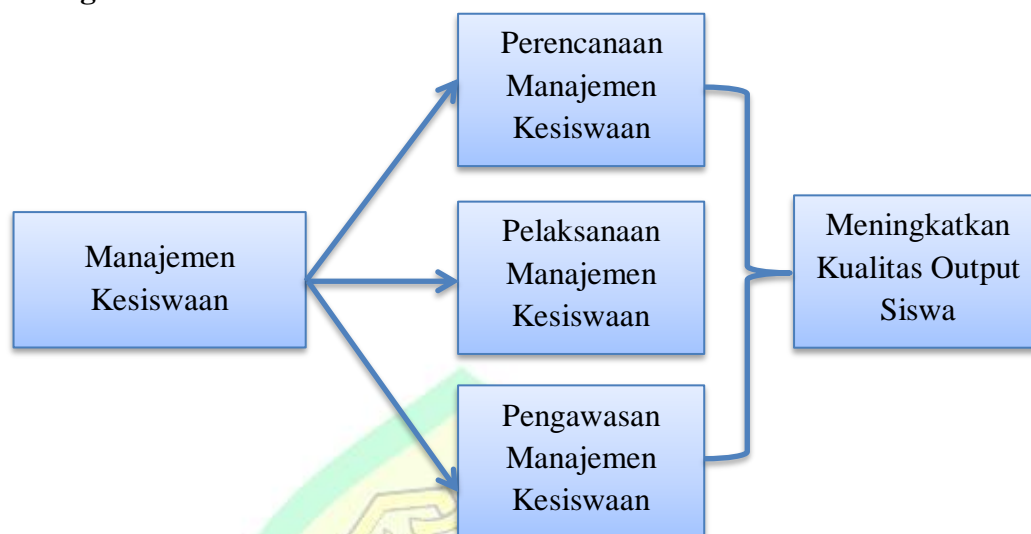 Perencanaan
Manajemen
Kesiswaan
Manajemen
Kesiswaan
Pelaksanaan
Manajemen
Kesiswaan
Pengawasan
Manajemen
Kesiswaan
Meningkatkan
Kualitas Output
Siswa